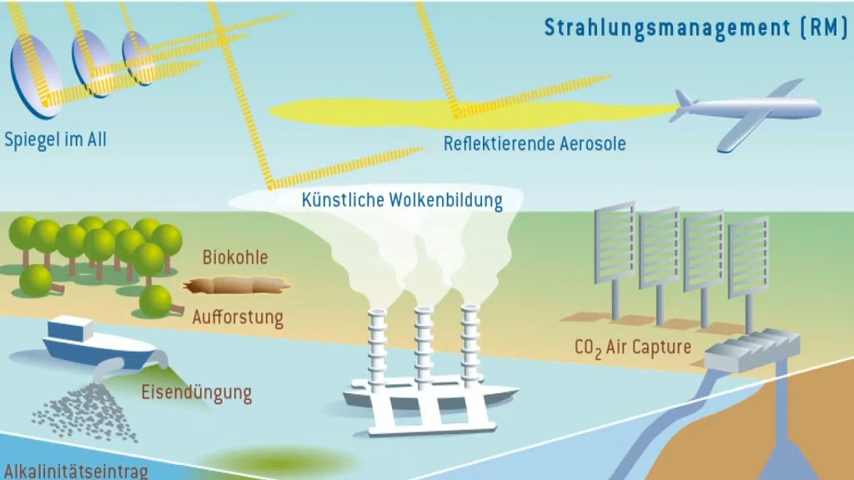 Strahlungsmanagement (RM)
Spiegel im All
Reflektierende Aerosole
Künstliche Wolkenbildung
Biokohle
Aufforstung
CO₂ Air Capture
Eisendüngung
Alkalinitätseintrag